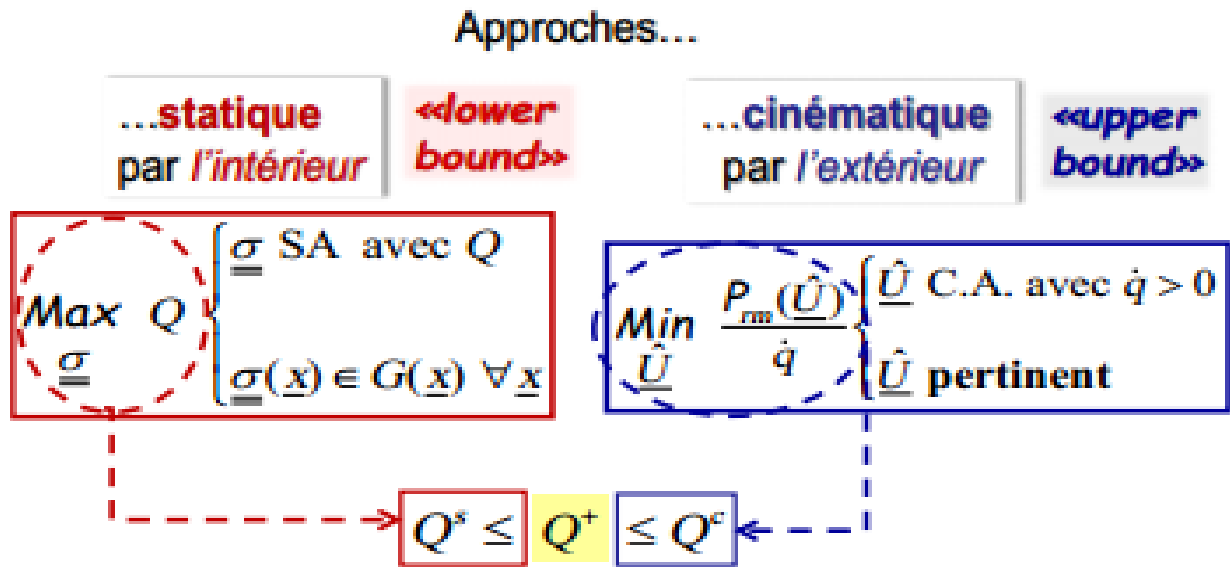 Approches...
...statique
par l'intérieur
«lower
bound»
...cinématique
par l'extérieur
«upper
bound»
σ SA avec Q
Max Q
σ
σ(x) ∈ G(x) ∀x
Û C.A. avec q̇ > 0
Min P_rm(Û) / q̇
Û
Û pertinent
Q^s ≤ Q^+ ≤ Q^c